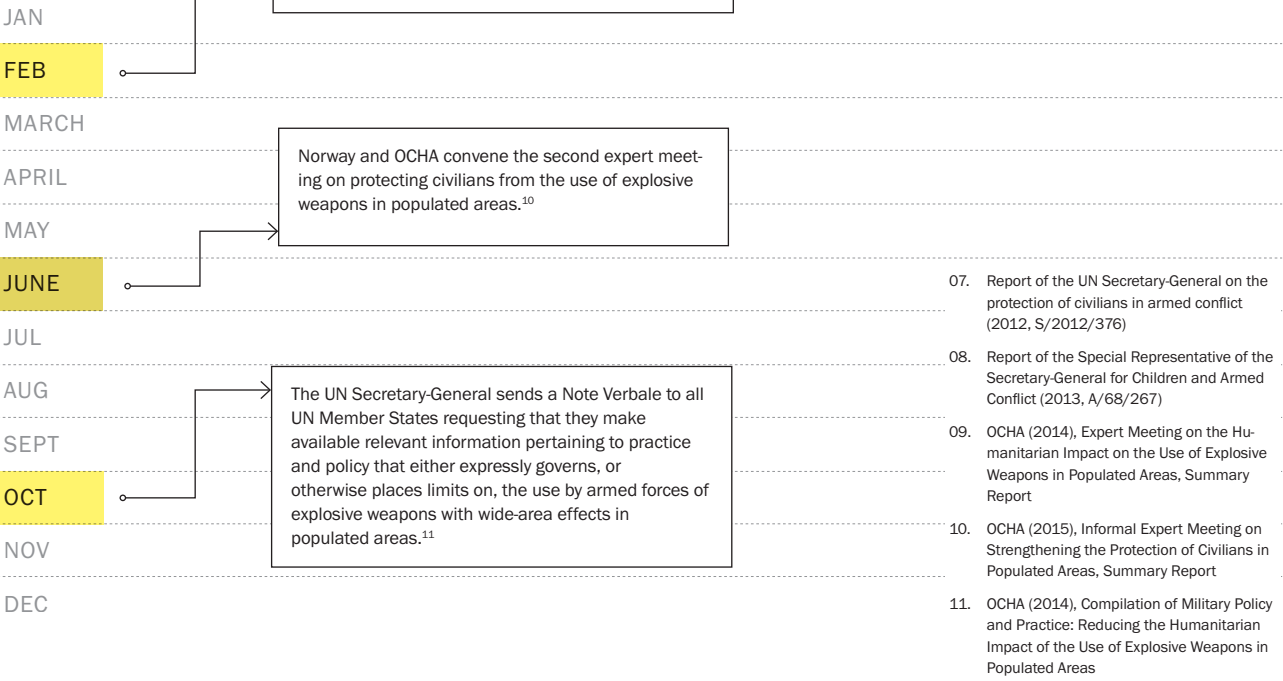 JAN
FEB
MARCH
APRIL
MAY
JUNE
JUL
AUG
SEPT
OCT
NOV
DEC
Norway and OCHA convene the second expert meet-
ing on protecting civilians from the use of explosive
weapons in populated areas.10
The UN Secretary-General sends a Note Verbale to all
UN Member States requesting that they make
available relevant information pertaining to practice
and policy that either expressly governs, or
otherwise places limits on, the use by armed forces of
explosive weapons with wide-area effects in
populated areas.11
07. Report of the UN Secretary-General on the
protection of civilians in armed conflict
(2012, S/2012/376)
08. Report of the Special Representative of the
Secretary-General for Children and Armed
Conflict (2013, A/68/267)
09. OCHA (2014), Expert Meeting on the Hu-
manitarian Impact on the Use of Explosive
Weapons in Populated Areas, Summary
Report
10. OCHA (2015), Informal Expert Meeting on
Strengthening the Protection of Civilians in
Populated Areas, Summary Report
11. OCHA (2014), Compilation of Military Policy
and Practice: Reducing the Humanitarian
Impact of the Use of Explosive Weapons in
Populated Areas